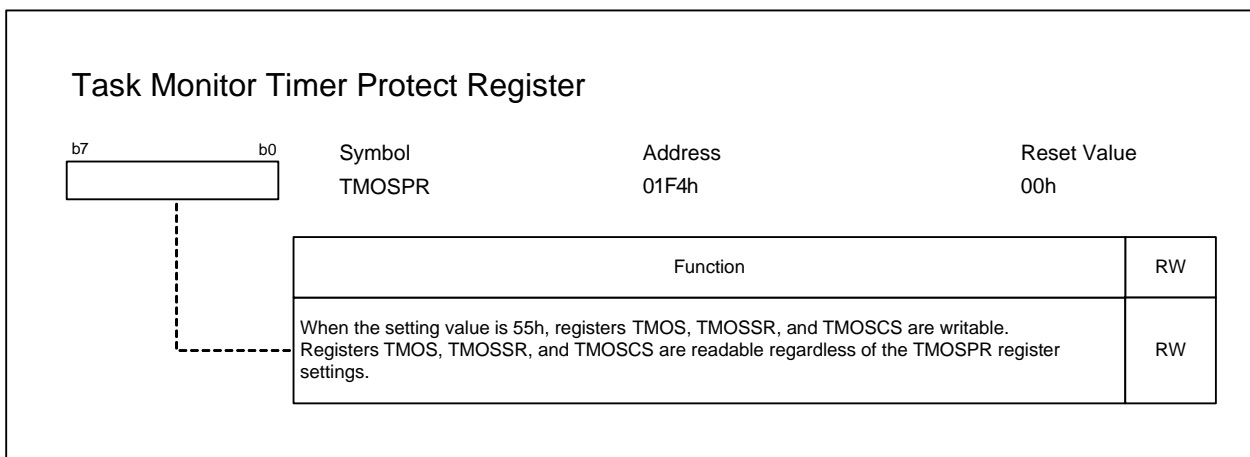 Task Monitor Timer Protect Register
b7 b0 Symbol Address Reset Value
TMOSPR 01F4h 00h
Function RW
When the setting value is 55h, registers TMOS, TMOSSR, and TMOSCS are writable.
Registers TMOS, TMOSSR, and TMOSCS are readable regardless of the TMOSPR register
settings.
RW